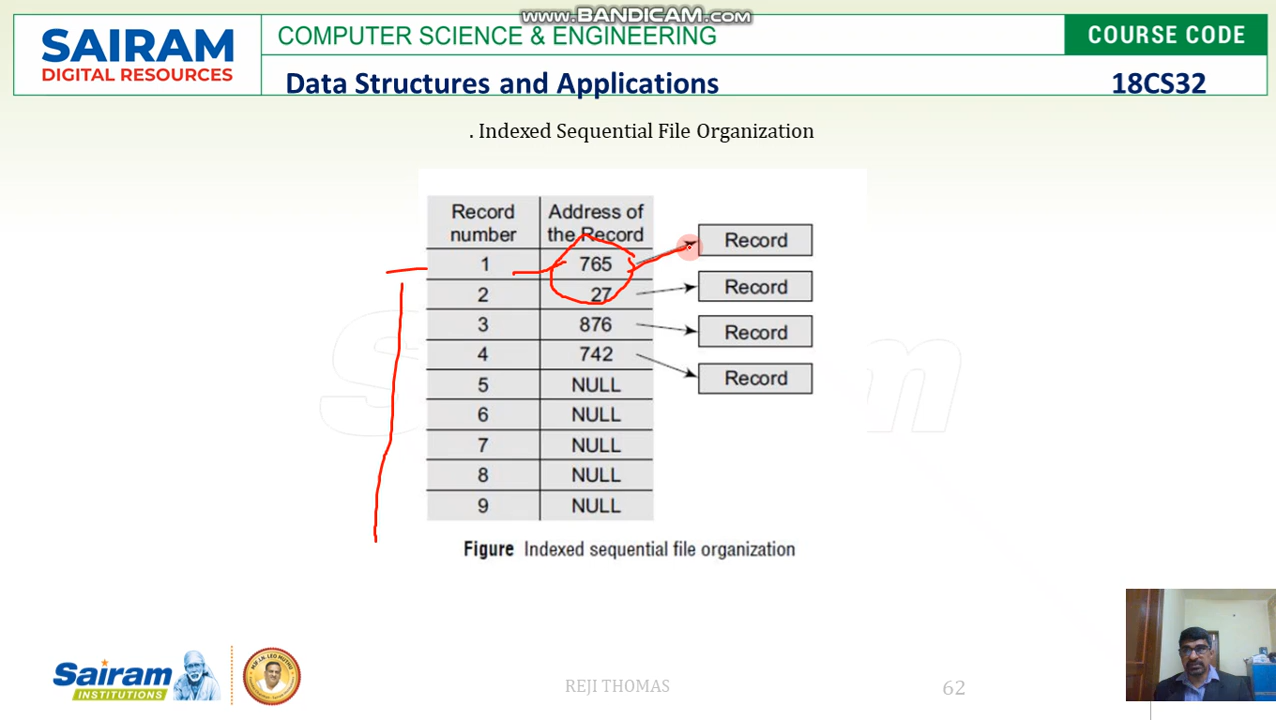 www.BANDICAM.com
SAIRAM
DIGITAL RESOURCES
COMPUTER SCIENCE & ENGINEERING
COURSE CODE
Data Structures and Applications
18CS32
. Indexed Sequential File Organization
Record number Address of the Record
1 765 Record
2 27 Record
3 876 Record
4 742 Record
5 NULL
6 NULL
7 NULL
8 NULL
9 NULL
Figure Indexed sequential file organization
Sairam
INSTITUTIONS
REJI THOMAS
62